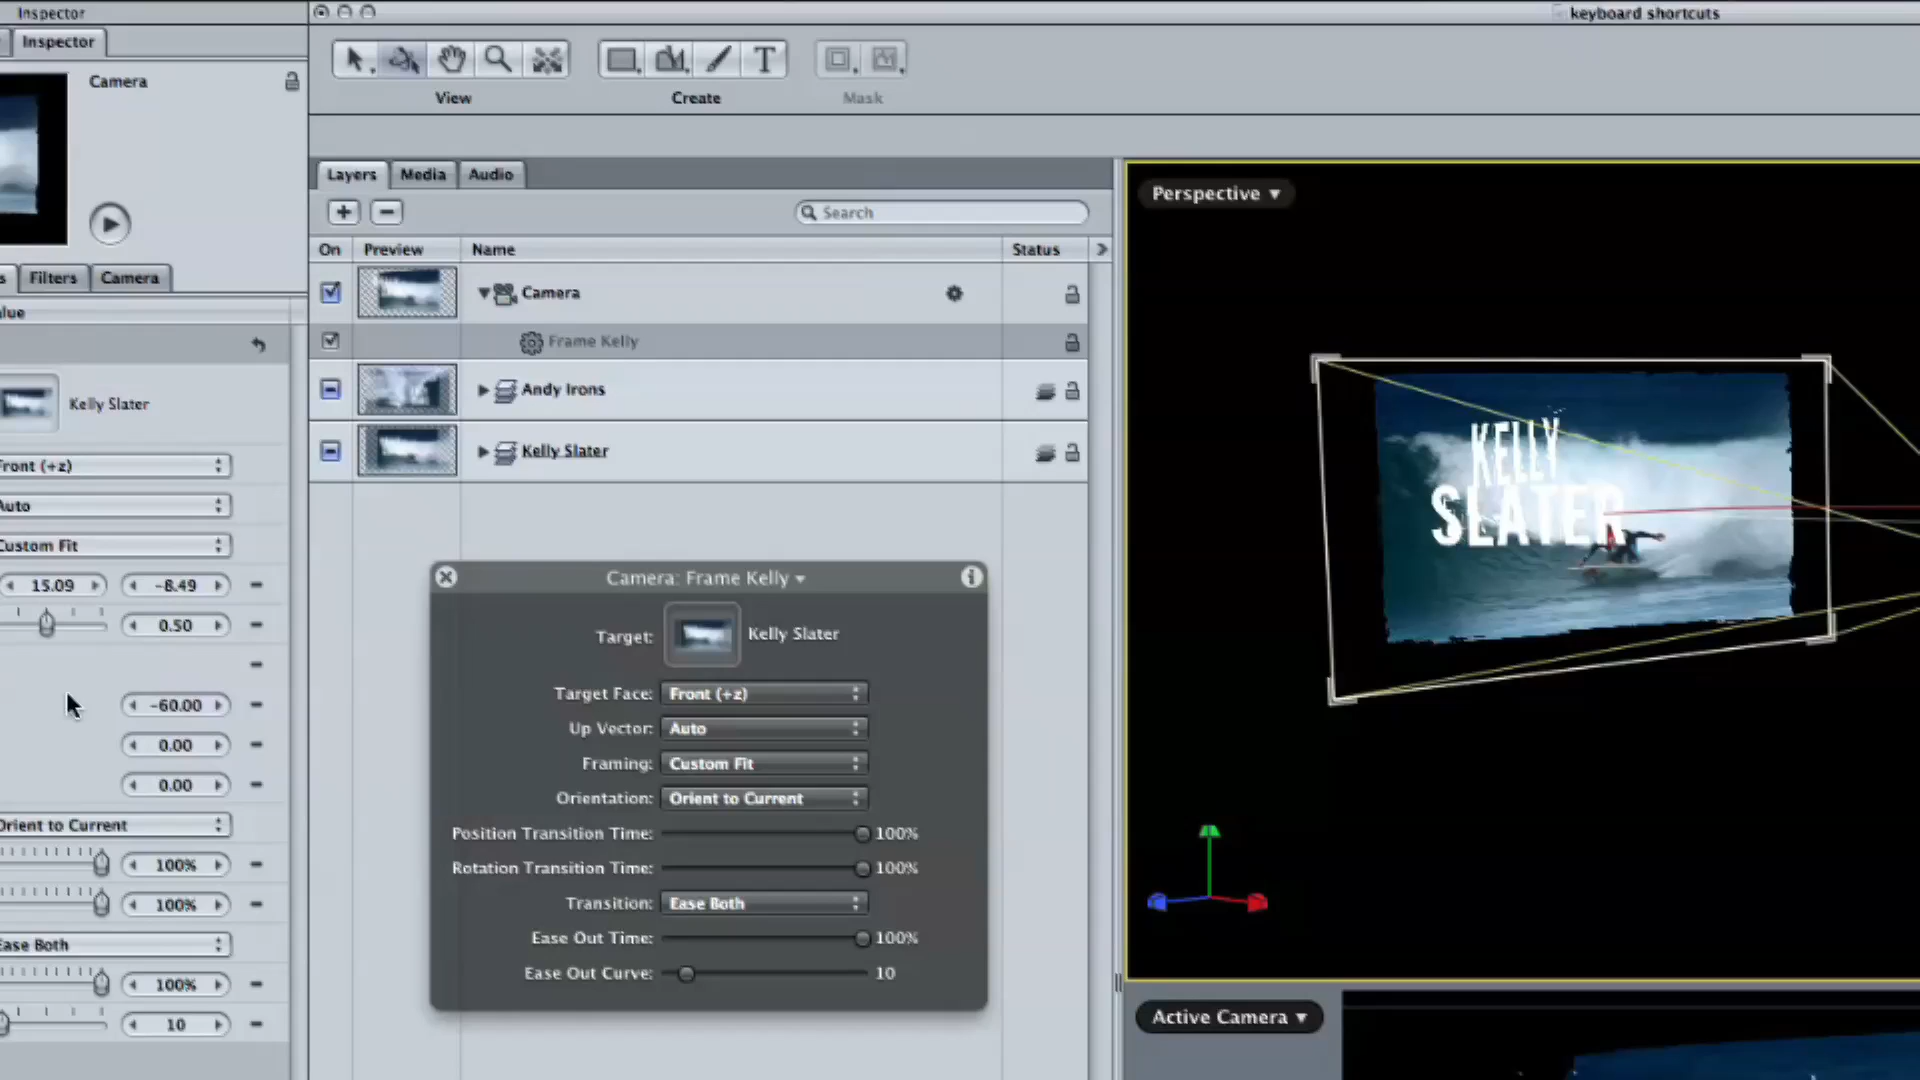 Inspector
keyboard shortcuts
Inspector
Camera
View
Create
Mask
T
Layers
Media
Audio
Search
Perspective ▼
On
Preview
Name
Status
Filters
Camera
Camera
Frame Kelly
Kelly Slater
Andy Irons
Kelly Slater
Front (+z)
Auto
Custom Fit
15.09
-8.49
0.50
-60.00
0.00
0.00
Orient to Current
100%
100%
Ease Both
100%
10
Camera: Frame Kelly
Target:
Kelly Slater
Target Face:
Front (+z)
Up Vector:
Auto
Framing:
Custom Fit
Orientation:
Orient to Current
Position Transition Time:
100%
Rotation Transition Time:
100%
Transition:
Ease Both
Ease Out Time:
100%
Ease Out Curve:
10
KELLY
SLATER
Active Camera ▼